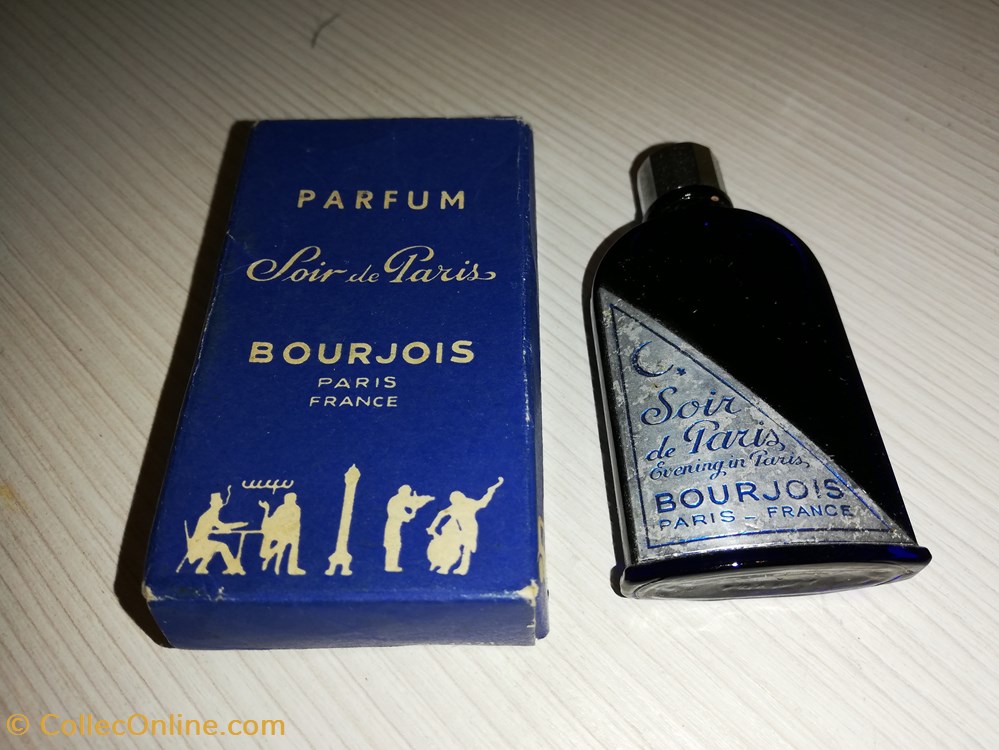 PARFUM
Soir de Paris
BOURJOIS
PARIS
FRANCE
Soir
de Paris
Evening in Paris
BOURJOIS
PARIS – FRANCE
© CollecOnline.com